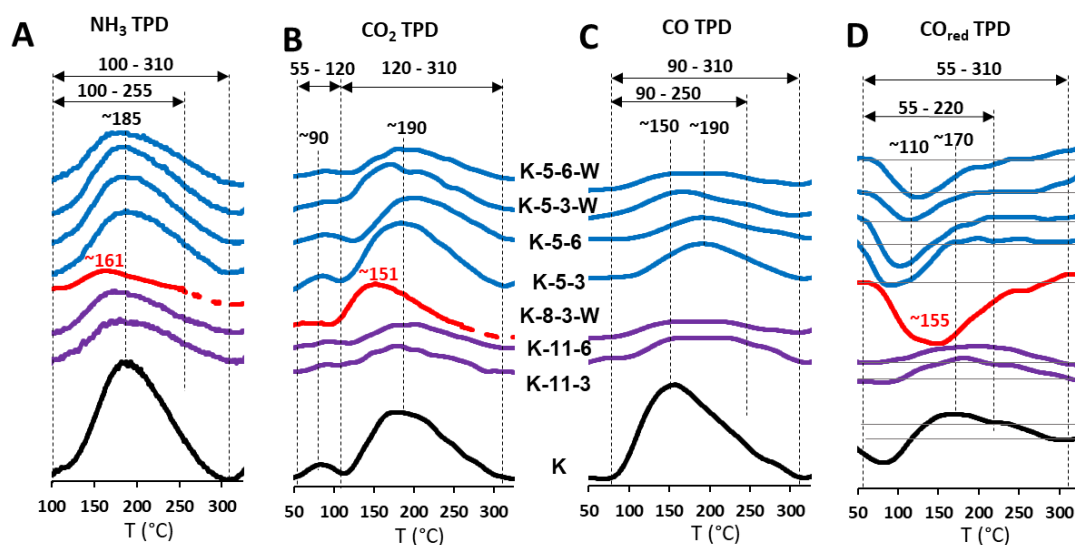 A
NH₃ TPD
100 - 310
100 - 255
~185
~161
100 150 200 250 300
T (°C)
B
CO₂ TPD
55 - 120
120 - 310
~90
~190
~151
50 100 150 200 250 300
T (°C)
K-5-6-W
K-5-3-W
K-5-6
K-5-3
K-8-3-W
K-11-6
K-11-3
K
C
CO TPD
90 - 310
90 - 250
~150
~190
50 100 150 200 250 300
T (°C)
D
CO_red TPD
55 - 310
55 - 220
~110
~170
~155
50 100 150 200 250 300
T (°C)